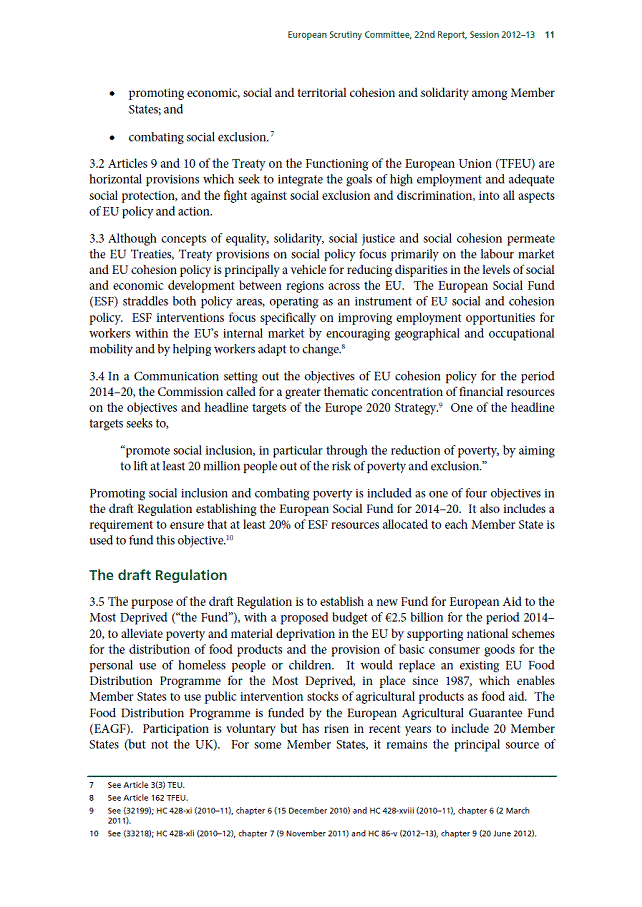 European Scrutiny Committee, 22nd Report, Session 2012–13 11
• promoting economic, social and territorial cohesion and solidarity among Member
States; and
• combating social exclusion.7
3.2 Articles 9 and 10 of the Treaty on the Functioning of the European Union (TFEU) are
horizontal provisions which seek to integrate the goals of high employment and adequate
social protection, and the fight against social exclusion and discrimination, into all aspects
of EU policy and action.
3.3 Although concepts of equality, solidarity, social justice and social cohesion permeate
the EU Treaties, Treaty provisions on social policy focus primarily on the labour market
and EU cohesion policy is principally a vehicle for reducing disparities in the levels of social
and economic development between regions across the EU. The European Social Fund
(ESF) straddles both policy areas, operating as an instrument of EU social and cohesion
policy. ESF interventions focus specifically on improving employment opportunities for
workers within the EU's internal market by encouraging geographical and occupational
mobility and by helping workers adapt to change.8
3.4 In a Communication setting out the objectives of EU cohesion policy for the period
2014–20, the Commission called for a greater thematic concentration of financial resources
on the objectives and headline targets of the Europe 2020 Strategy.9 One of the headline
targets seeks to,
“promote social inclusion, in particular through the reduction of poverty, by aiming
to lift at least 20 million people out of the risk of poverty and exclusion.”
Promoting social inclusion and combating poverty is included as one of four objectives in
the draft Regulation establishing the European Social Fund for 2014–20. It also includes a
requirement to ensure that at least 20% of ESF resources allocated to each Member State is
used to fund this objective.10
The draft Regulation
3.5 The purpose of the draft Regulation is to establish a new Fund for European Aid to the
Most Deprived (“the Fund”), with a proposed budget of €2.5 billion for the period 2014–
20, to alleviate poverty and material deprivation in the EU by supporting national schemes
for the distribution of food products and the provision of basic consumer goods for the
personal use of homeless people or children. It would replace an existing EU Food
Distribution Programme for the Most Deprived, in place since 1987, which enables
Member States to use public intervention stocks of agricultural products as food aid. The
Food Distribution Programme is funded by the European Agricultural Guarantee Fund
(EAGF). Participation is voluntary but has risen in recent years to include 20 Member
States (but not the UK). For some Member States, it remains the principal source of
7 See Article 3(3) TEU.
8 See Article 162 TFEU.
9 See (32199); HC 428-xi (2010–11), chapter 6 (15 December 2010) and HC 428-xviii (2010–11), chapter 6 (2 March
2011).
10 See (33218); HC 428-xli (2010–12), chapter 7 (9 November 2011) and HC 86-v (2012–13), chapter 9 (20 June 2012).